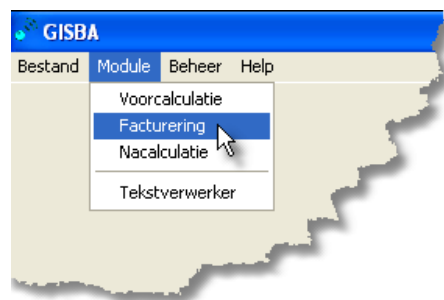 GISBA
Bestand Module Beheer Help
Voorcalculatie
Facturering
Nacalculatie
Tekstverwerker